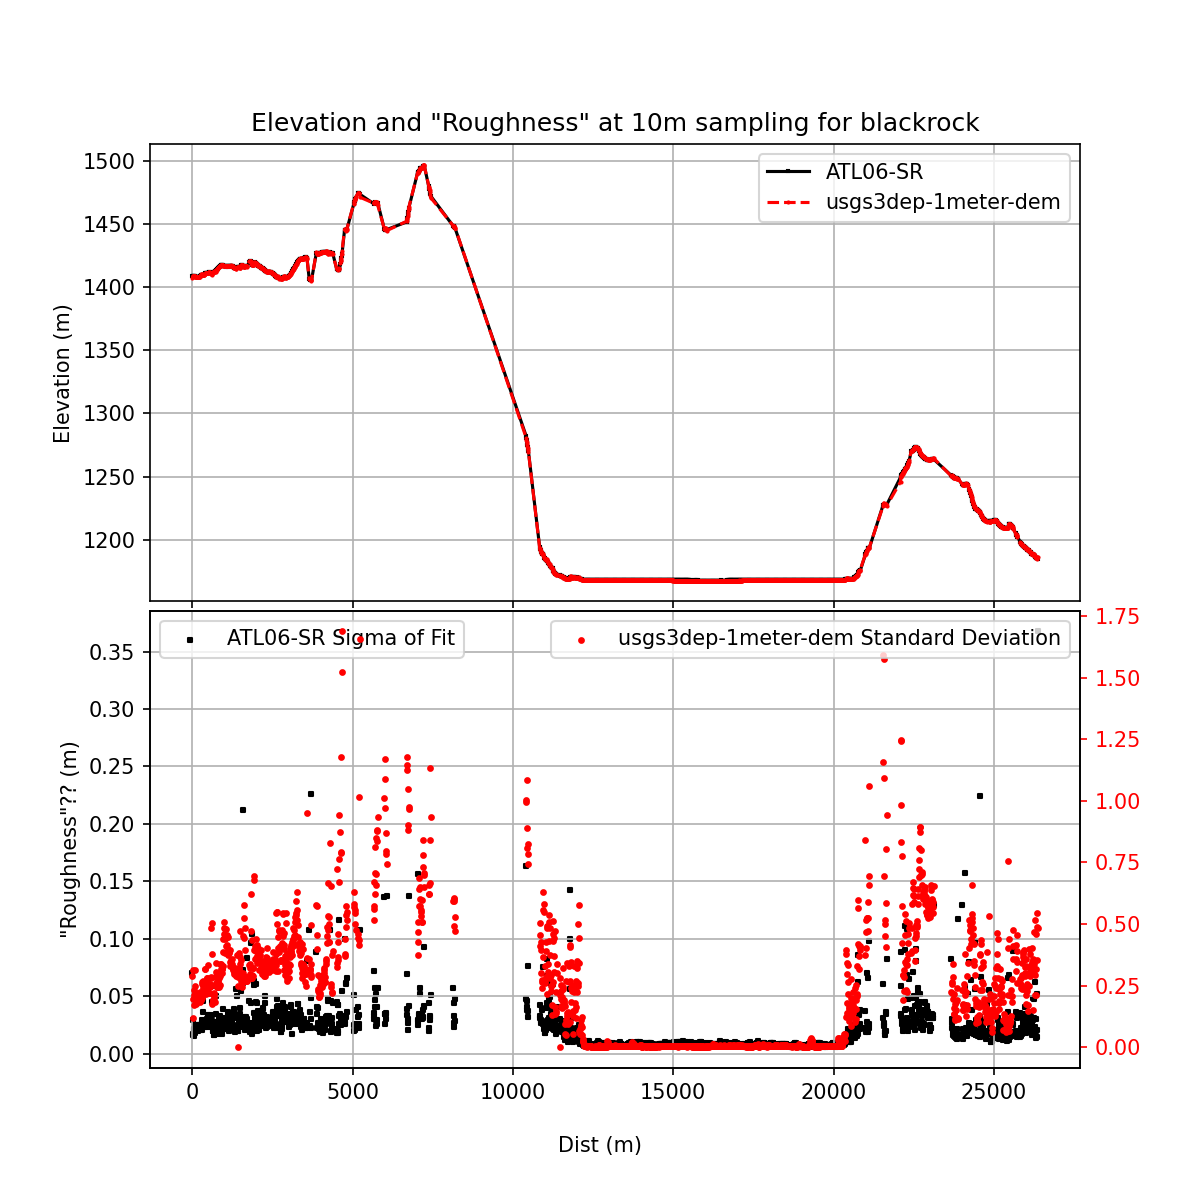 Elevation and "Roughness" at 10m sampling for blackrock
1500
1450
1400
1350
1300
1250
1200
Elevation (m)
ATL06-SR
usgs3dep-1meter-dem
0.35
0.30
0.25
0.20
0.15
0.10
0.05
0.00
"Roughness"?? (m)
ATL06-SR Sigma of Fit
usgs3dep-1meter-dem Standard Deviation
1.75
1.50
1.25
1.00
0.75
0.50
0.25
0.00
0 5000 10000 15000 20000 25000
Dist (m)